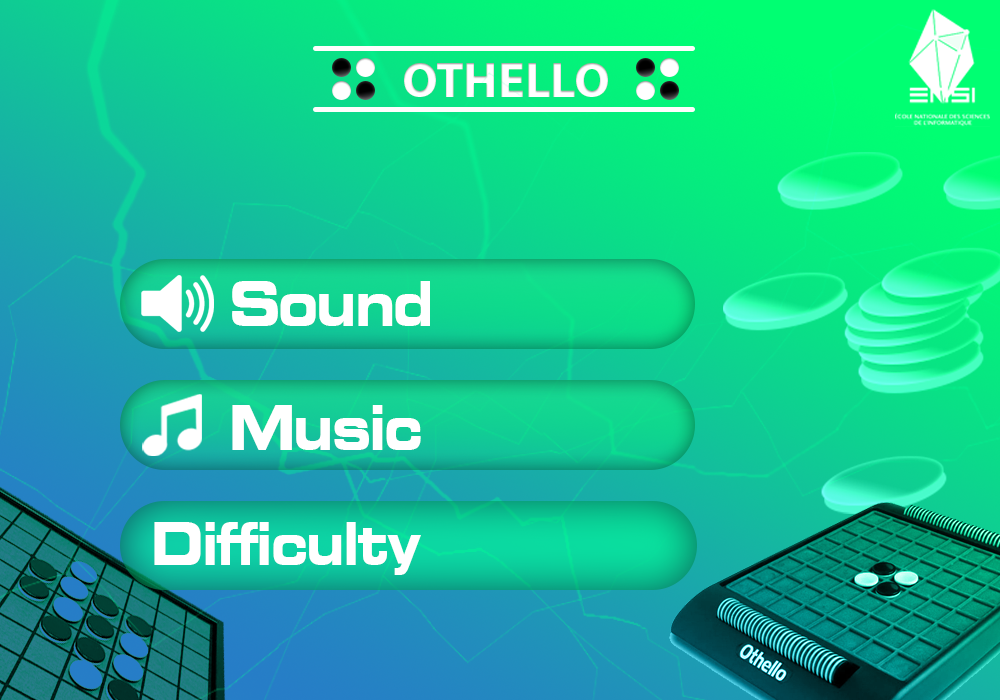 OTHELLO
ENSI
ECOLE NATIONALE DES SCIENCES
DE L'INFORMATIQUE
Sound
Music
Difficulty
Othello